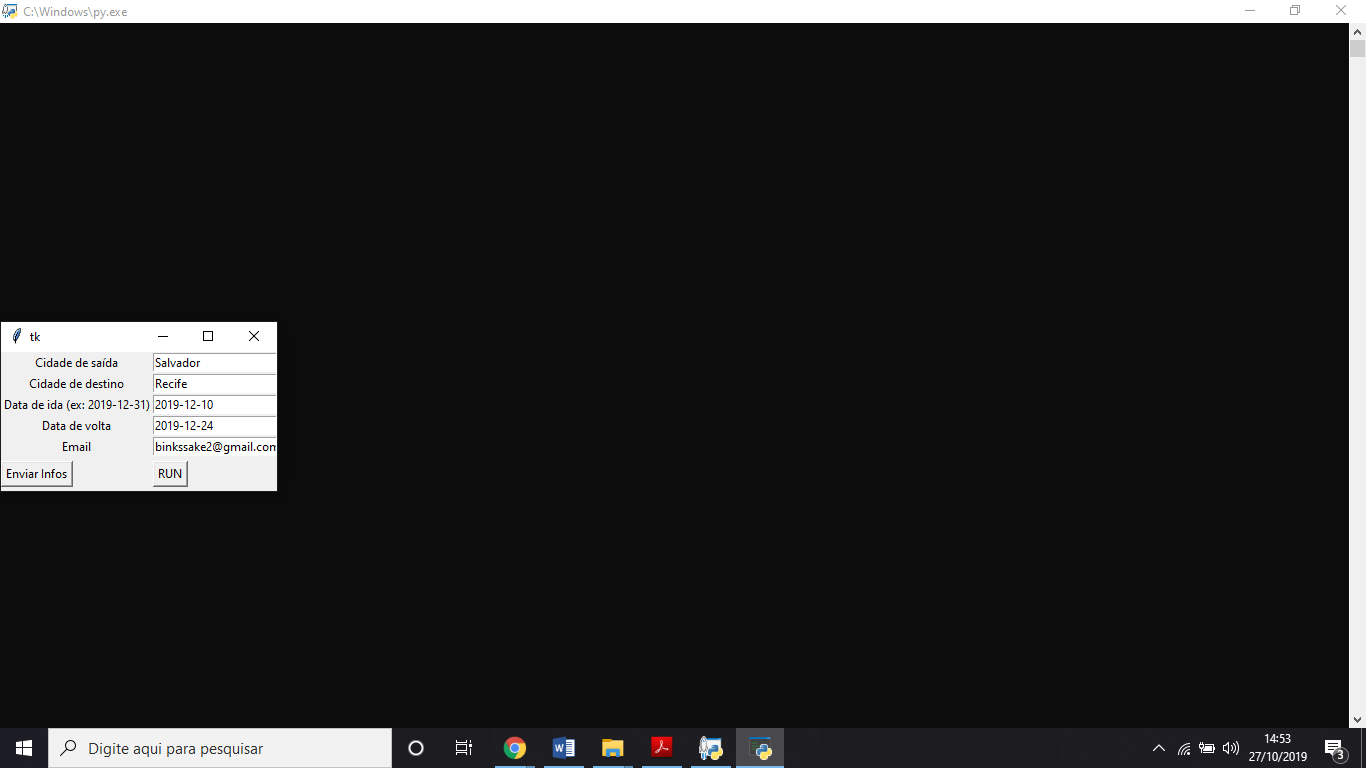 C:\Windows\py.exe
tk
Cidade de saída Salvador
Cidade de destino Recife
Data de ida (ex: 2019-12-31) 2019-12-10
Data de volta 2019-12-24
Email binkssake2@gmail.com
Enviar Infos RUN
Digite aqui para pesquisar
14:53
27/10/2019
3